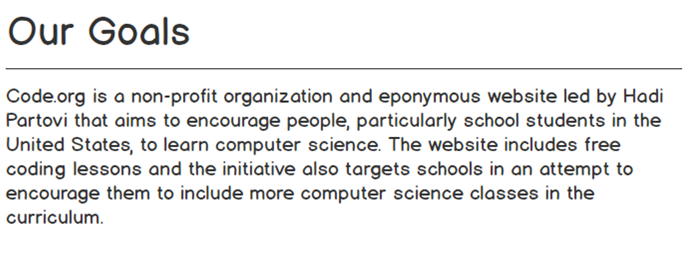 Our Goals
Code.org is a non-profit organization and eponymous website led by Hadi
Partovi that aims to encourage people, particularly school students in the
United States, to learn computer science. The website includes free
coding lessons and the initiative also targets schools in an attempt to
encourage them to include more computer science classes in the
curriculum.